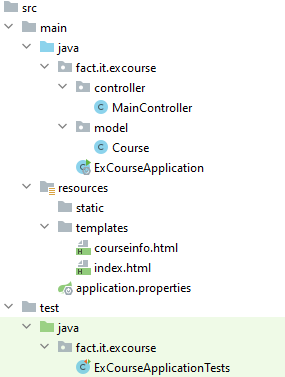 src
main
java
fact.it.excourse
controller
MainController
model
Course
ExCourseApplication
resources
static
templates
courseinfo.html
index.html
application.properties
test
java
fact.it.excourse
ExCourseApplicationTests